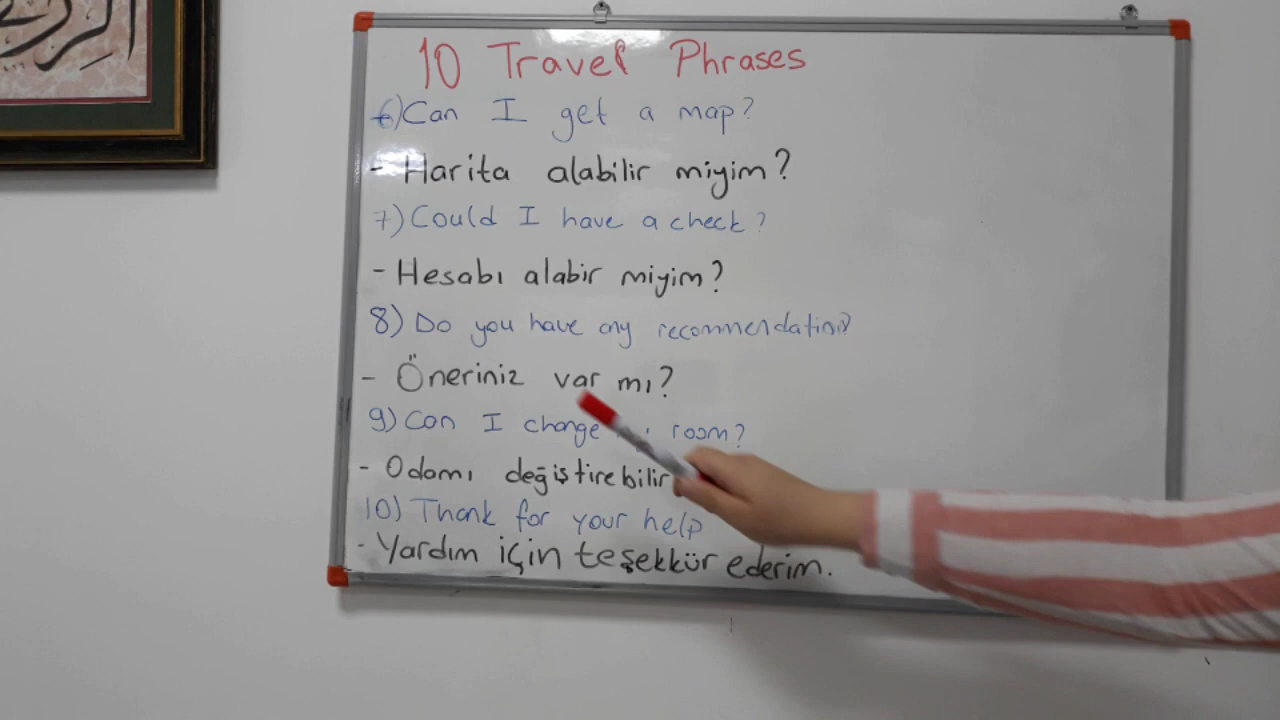 10 Travel Phrases
6) Can I get a map?
- Harita alabilir miyim?
7) Could I have a check?
- Hesabı alabir miyim?
8) Do you have any
- Öneriniz var mı?
9) Can I change room?
- Odamı değiştirebilir
10) Thank for your help
- Yardım için teşekkür ederim.